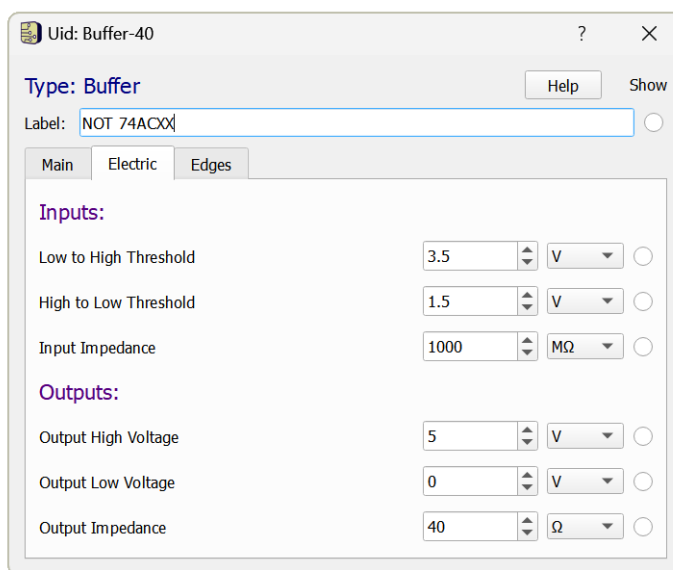 Uid: Buffer-40 ?
Type: Buffer Help Show
Label: NOT 74ACXX
Main Electric Edges
Inputs:
Low to High Threshold 3.5 V
High to Low Threshold 1.5 V
Input Impedance 1000 MΩ
Outputs:
Output High Voltage 5 V
Output Low Voltage 0 V
Output Impedance 40 Ω